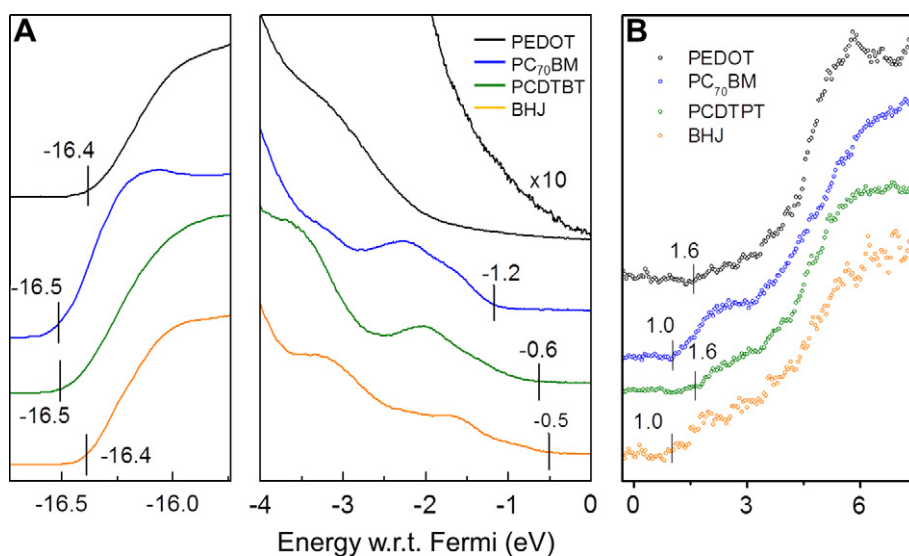 A
PEDOT
PC₇₀BM
PCDTBT
BHJ
-16.4
x10
-16.5
-1.2
-16.5
-0.6
-16.4
-0.5
-16.5 -16.0
-4 -3 -2 -1 0
B
PEDOT
PC₇₀BM
PCDTPT
BHJ
1.6
1.0
1.6
1.0
0 3 6
Energy w.r.t. Fermi (eV)